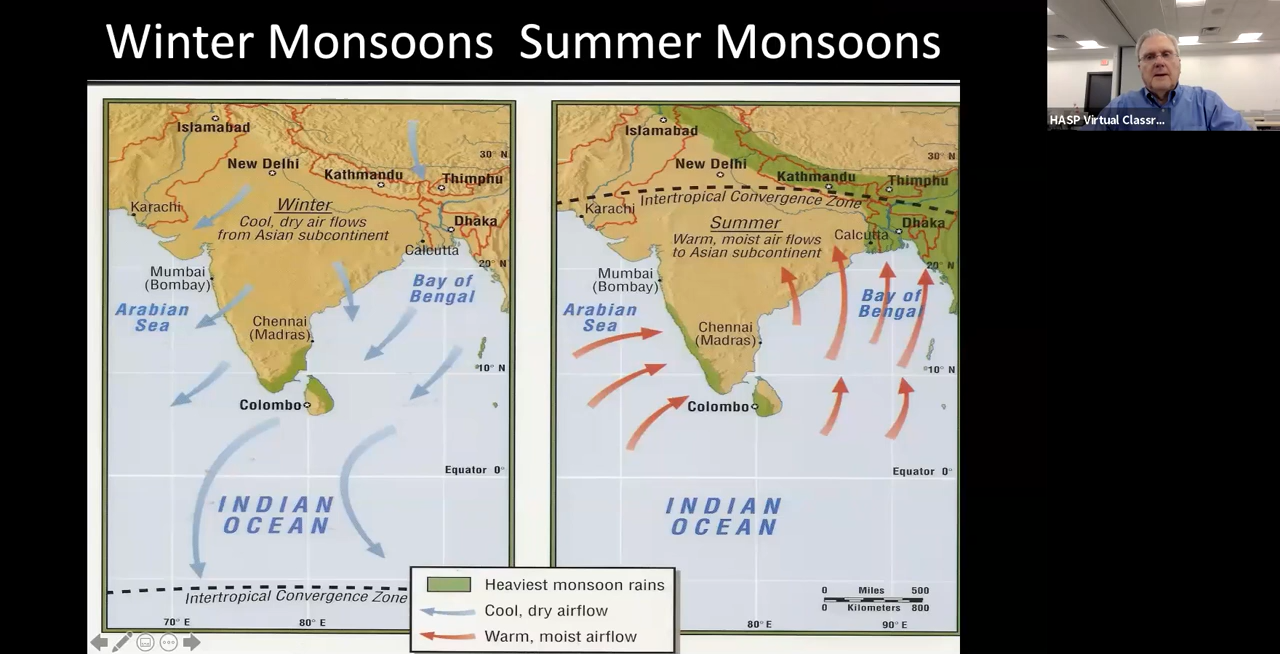 Winter Monsoons Summer Monsoons
HASP Virtual Classr...
Islamabad
30° N
New Delhi
Kathmandu
Thimphu
Karachi
Winter
Cool, dry air flows
from Asian subcontinent
Dhaka
Calcutta
20° N
Mumbai
(Bombay)
Bay of
Bengal
Arabian
Sea
Chennai
(Madras)
10° N
Colombo
Equator 0°
INDIAN
OCEAN
Intertropical Convergence Zone
70° E
80° E
Islamabad
30° N
New Delhi
Kathmandu
Thimphu
Intertropical Convergence Zone
Karachi
Summer
Warm, moist air flows
to Asian subcontinent
Dhaka
Calcutta
20° N
Mumbai
(Bombay)
Bay of
Bengal
Arabian
Sea
Chennai
(Madras)
10° N
Colombo
Equator 0°
INDIAN
OCEAN
0 Miles 500
0 Kilometers 800
80° E
90° E
Heaviest monsoon rains
Cool, dry airflow
Warm, moist airflow